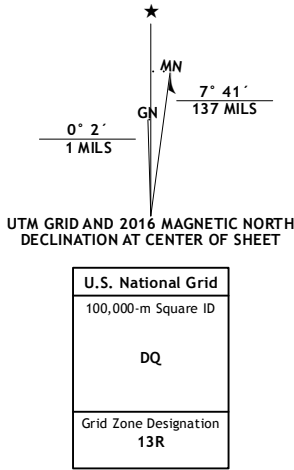 MN
GN
7° 41´
137 MILS
0° 2´
1 MILS
UTM GRID AND 2016 MAGNETIC NORTH
DECLINATION AT CENTER OF SHEET
U.S. National Grid
100,000-m Square ID
DQ
Grid Zone Designation
13R